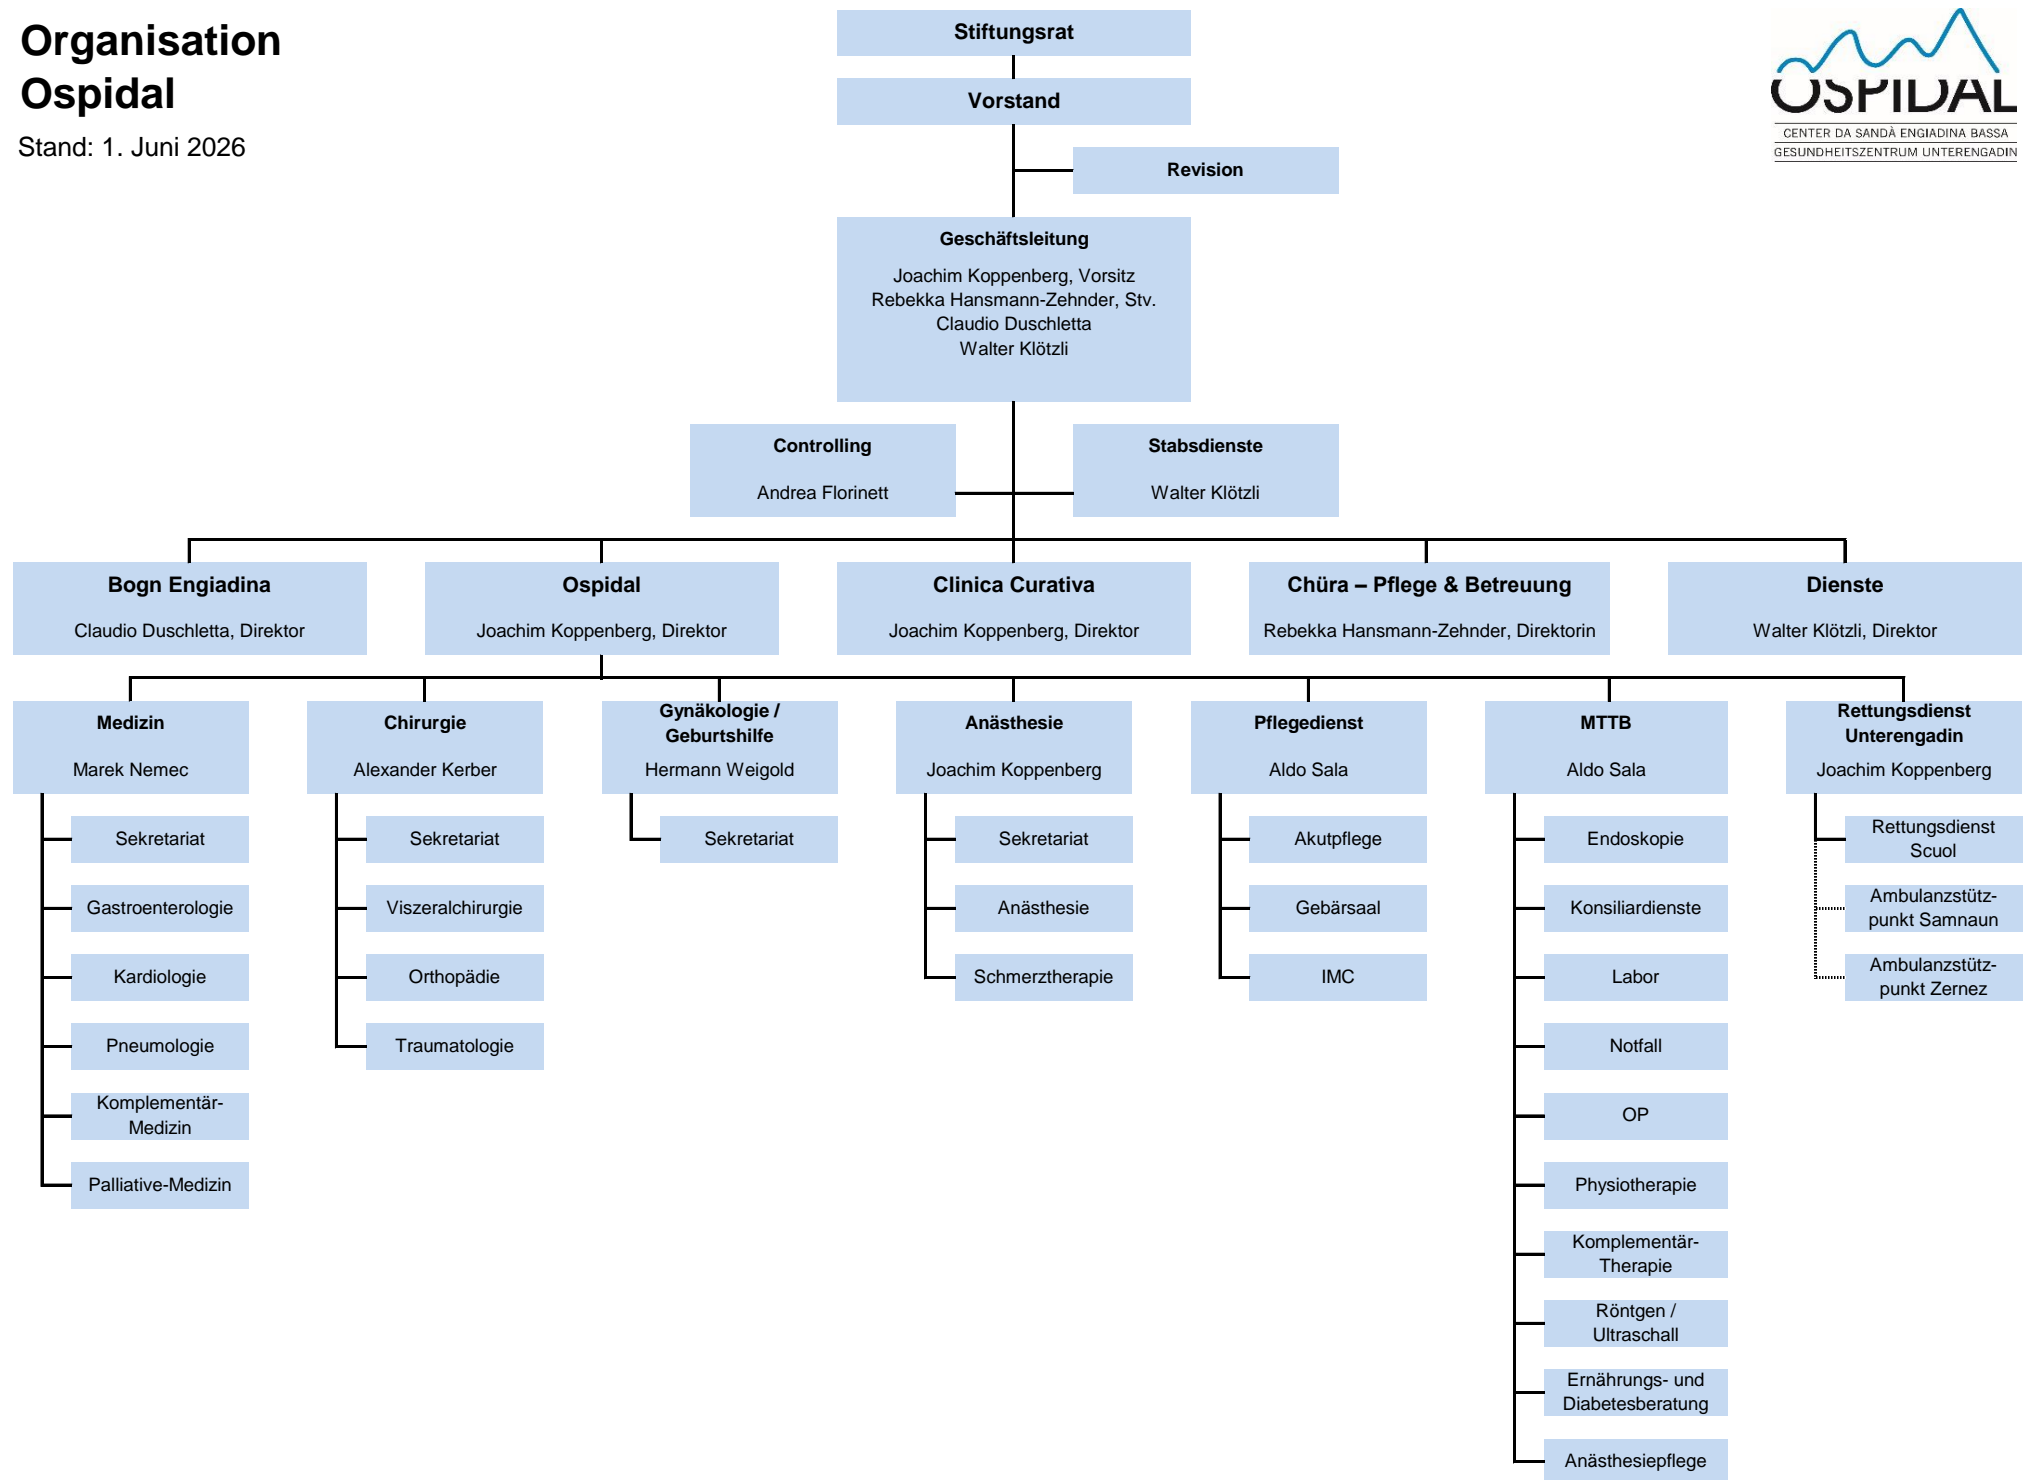 Organisation
Ospidal
Stand: 1. Juni 2026
OSPIDAL
CENTER DA SANDÀ ENGIADINA BASSA
GESUNDHEITSZENTRUM UNTERENGADIN
Stiftungsrat
Vorstand
Revision
Geschäftsleitung
Joachim Koppenberg, Vorsitz
Rebekka Hansmann-Zehnder, Stv.
Claudio Duschletta
Walter Klötzli
Controlling
Andrea Florinett
Stabsdienste
Walter Klötzli
Bogn Engiadina
Claudio Duschletta, Direktor
Ospidal
Joachim Koppenberg, Direktor
Clinica Curativa
Joachim Koppenberg, Direktor
Chüra – Pflege & Betreuung
Rebekka Hansmann-Zehnder, Direktorin
Dienste
Walter Klötzli, Direktor
Medizin
Marek Nemec
Sekretariat
Gastroenterologie
Kardiologie
Pneumologie
Komplementär-
Medizin
Palliative-Medizin
Chirurgie
Alexander Kerber
Sekretariat
Viszeralchirurgie
Orthopädie
Traumatologie
Gynäkologie /
Geburtshilfe
Hermann Weigold
Sekretariat
Anästhesie
Joachim Koppenberg
Sekretariat
Anästhesie
Schmerztherapie
Pflegedienst
Aldo Sala
Akutpflege
Gebärsaal
IMC
MTTB
Aldo Sala
Endoskopie
Konsiliardienste
Labor
Notfall
OP
Physiotherapie
Komplementär-
Therapie
Röntgen /
Ultraschall
Ernährungs- und
Diabetesberatung
Anästhesiepflege
Rettungsdienst
Unterengadin
Joachim Koppenberg
Rettungsdienst
Scuol
Ambulanzstütz-
punkt Samnaun
Ambulanzstütz-
punkt Zernez